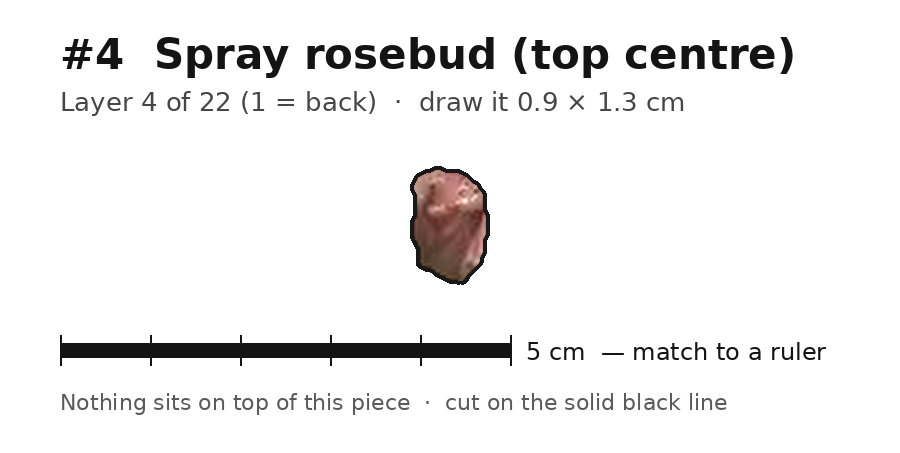 #4  Spray rosebud (top centre)
Layer 4 of 22 (1 = back)  ·  draw it 0.9 × 1.3 cm
5 cm  — match to a ruler
Nothing sits on top of this piece  ·  cut on the solid black line